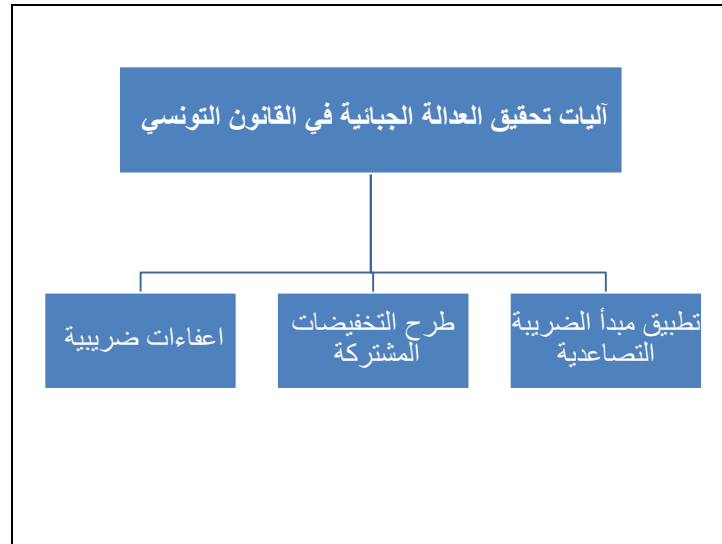 آليات تحقيق العدالة الجبائية في القانون التونسي
تطبيق مبدأ الضريبة
التصاعدية
طرح التخفيضات
المشتركة
اعفاءات ضريبية